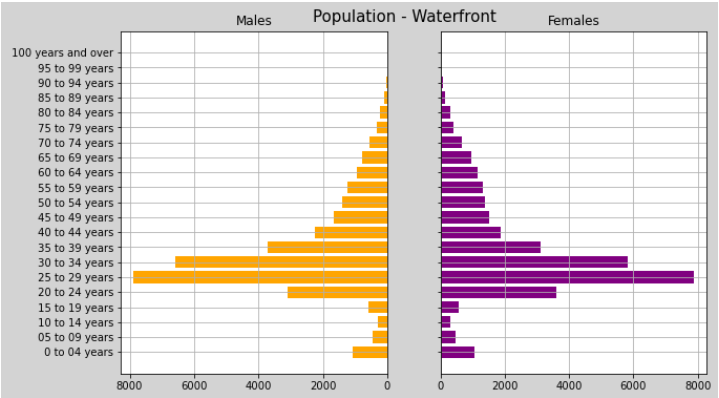 Population - Waterfront
Males
Females
100 years and over
95 to 99 years
90 to 94 years
85 to 89 years
80 to 84 years
75 to 79 years
70 to 74 years
65 to 69 years
60 to 64 years
55 to 59 years
50 to 54 years
45 to 49 years
40 to 44 years
35 to 39 years
30 to 34 years
25 to 29 years
20 to 24 years
15 to 19 years
10 to 14 years
05 to 09 years
0 to 04 years
8000 6000 4000 2000 0
0 2000 4000 6000 8000